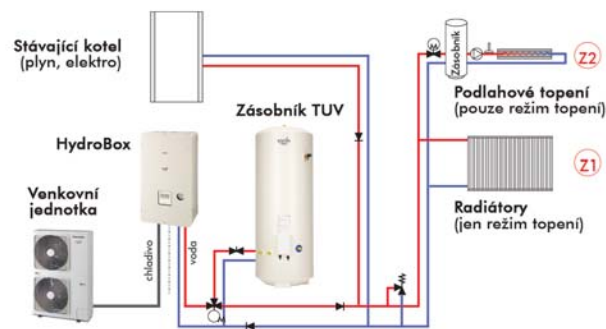 Stávající kotel
(plyn, elektro)
Zásobník TUV
HydroBox
Venkovní
jednotka
chladivo
voda
Zásobník
Z2
Podlahové topení
(pouze režim topení)
Z1
Radiátory
(jen režim topení)
M